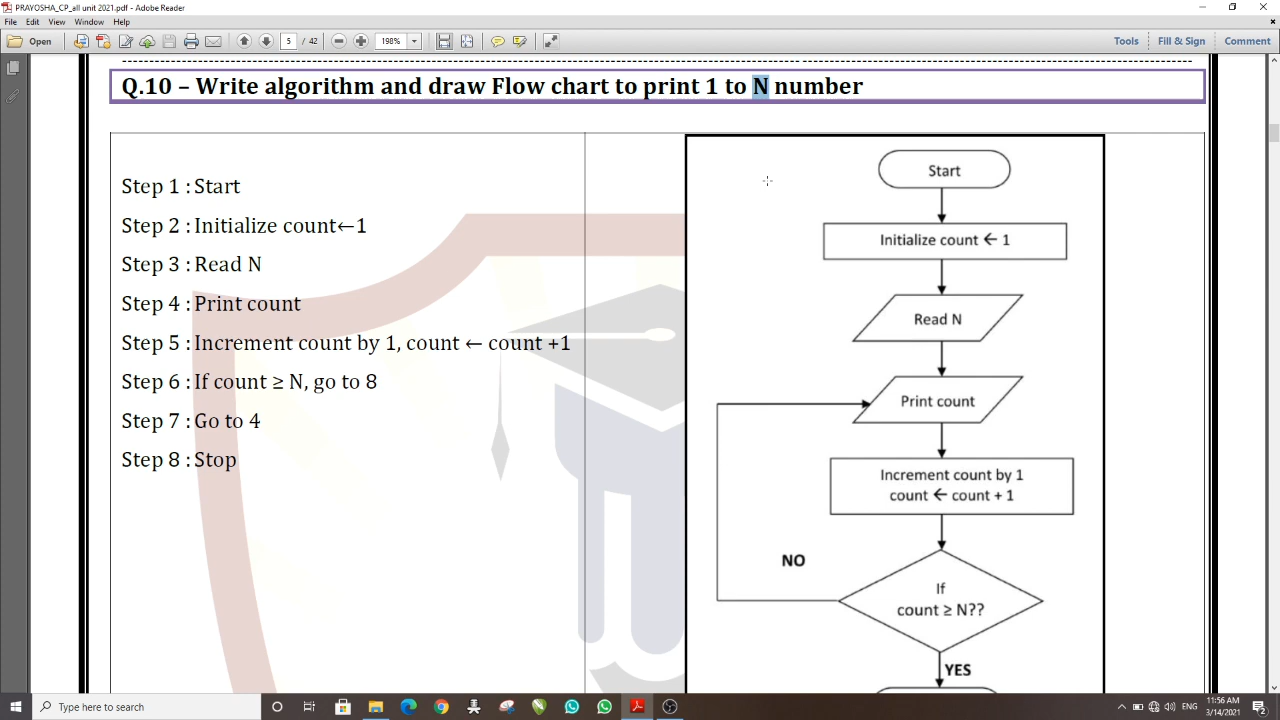 PRAYOSHA_CP_all unit 2021.pdf - Adobe Reader
File Edit View Window Help
Open 5 / 42 198% Tools Fill & Sign Comment
Q.10 – Write algorithm and draw Flow chart to print 1 to N number
Step 1 : Start
Step 2 : Initialize count←1
Step 3 : Read N
Step 4 : Print count
Step 5 : Increment count by 1, count ← count +1
Step 6 : If count ≥ N, go to 8
Step 7 : Go to 4
Step 8 : Stop
Start
Initialize count ← 1
Read N
Print count
Increment count by 1
count ← count + 1
NO
If
count ≥ N??
YES
Type here to search
ENG
11:56 AM
3/14/2021
2